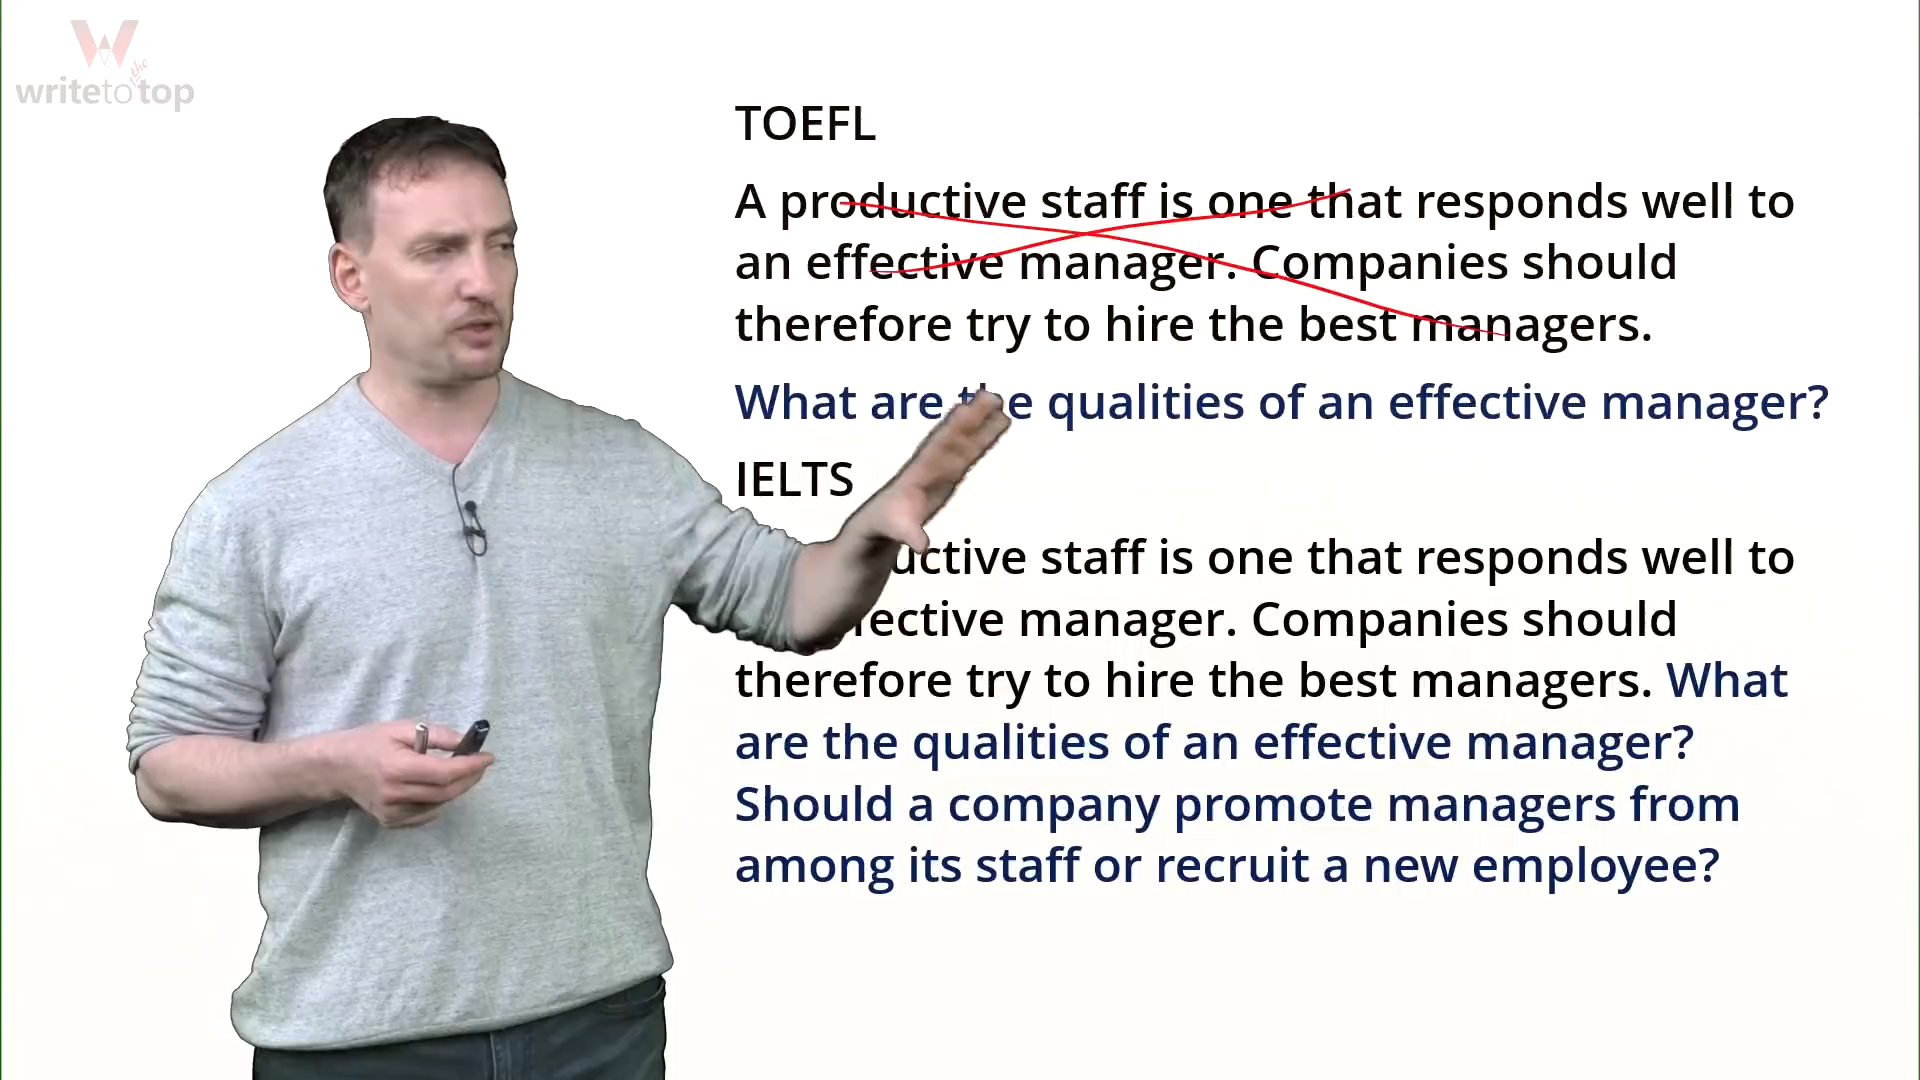 W
writetothetop
TOEFL
A productive staff is one that responds well to
an effective manager. Companies should
therefore try to hire the best managers.
What are the qualities of an effective manager?
IELTS
staff is one that responds well to
manager. Companies should
therefore try to hire the best managers. What
are the qualities of an effective manager?
Should a company promote managers from
among its staff or recruit a new employee?